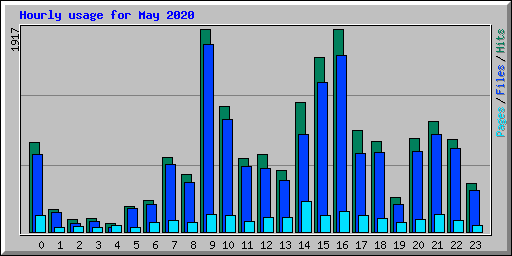 Hourly usage for May 2020
1917
Pages/Files/Hits
0 1 2 3 4 5 6 7 8 9 10 11 12 13 14 15 16 17 18 19 20 21 22 23